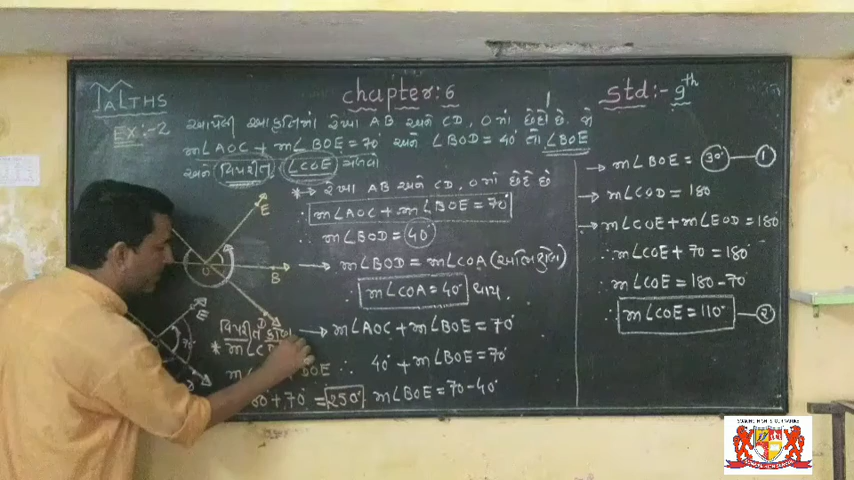 MATHS
chapter:6
std:- 9th
Ex:-2
આપેલી આકૃતિમાં રેખા AB અને CD, O માં છેદે છે. જો
m∠AOC + m∠BOE = 70° અને ∠BOD = 40° તો ∠BOE
અને વિપરીત ∠COE મેળવો
* → રેખા AB અને CD, O માં છેદે છે
∴ m∠AOC + m∠BOE = 70°
∴ m∠BOD = 40°
→ m∠BOD = m∠COA (અભિકોણ)
∴ m∠COA = 40° થાય.
→ m∠AOC + m∠BOE = 70°
∴ 40° + m∠BOE = 70°
m∠BOE = 70 - 40°
→ m∠BOE = 30° — 1
→ m∠COD = 180
→ m∠COE + m∠EOD = 180
∴ m∠COE + 70 = 180°
∴ m∠COE = 180 - 70
∴ m∠COE = 110° — 2
E
O
B
D
E
70°
વિપરીત કોણ
* m∠C
BOE
+ 70° = 250°